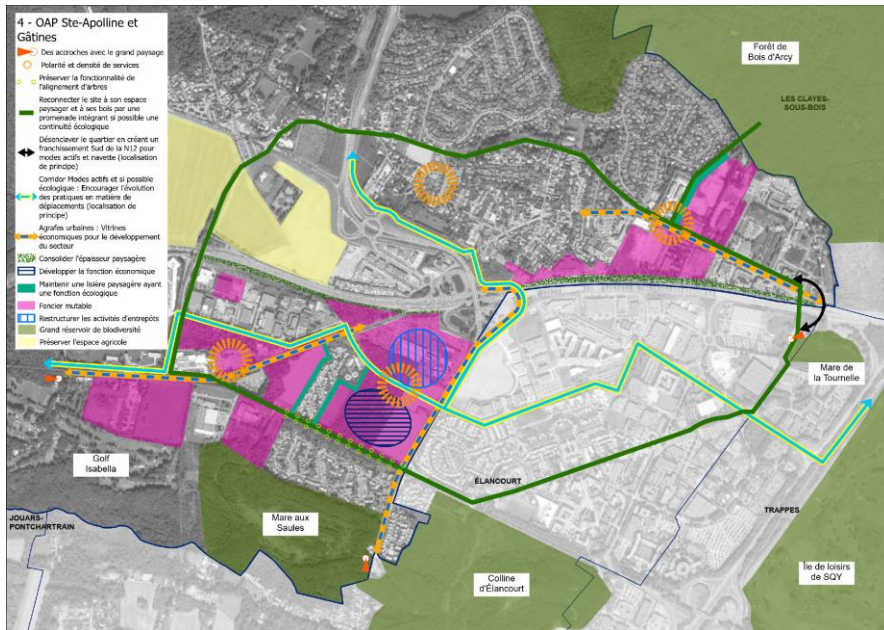 4 - OAP Ste-Apolline et
Gâtines
Des accroches avec le grand paysage
Polarité et densité de services
Préserver la fonctionnalité de
l'alignement d'arbres
Reconnecter le site à son espace
paysager et à ses bois par une
promenade intégrant si possible une
continuité écologique
Désenclaver le quartier en créant un
franchissement Sud de la N12 pour
modes actifs et navette (localisation
de principe)
Corridor Modes actifs et si possible
écologique : Encourager l'évolution
des pratiques en matière de
déplacements (localisation de
principe)
Agrafes urbaines : Vitrines
économiques pour le développement
du secteur
Consolider l'épaisseur paysagère
Développer la fonction économique
Maintenir une lisière paysagère ayant
une fonction écologique
Foncier mutable
Restructurer les activités d'entrepôts
Grand réservoir de biodiversité
Préserver l'espace agricole
Forêt de
Bois d'Arcy
LES CLAYES-
SOUS-BOIS
Mare de
la Tournelle
Golf
Isabella
ÉLANCOURT
JOUARS-
PONTCHARTRAIN
Mare aux
Saules
TRAPPES
Colline
d'Élancourt
Île de loisirs
de SQY